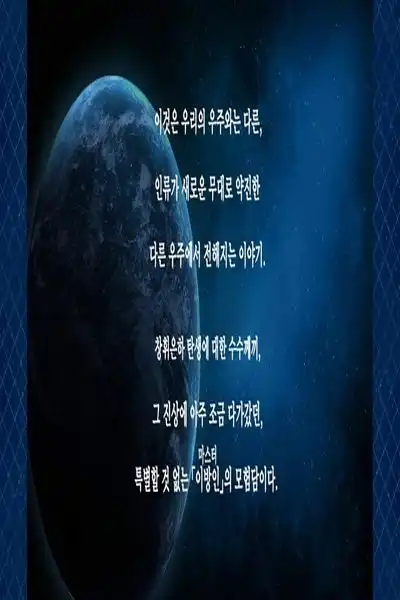 이것은 우리의 우주와는 다른,
인류가 새로운 무대로 약진한
다른 우주에서 전해지는 이야기.
창휘은하 탄생에 대한 수수께끼,
그 진상에 아주 조금 다가갔던,
마스터
특별할 것 없는 「이방인」의 모험담이다.